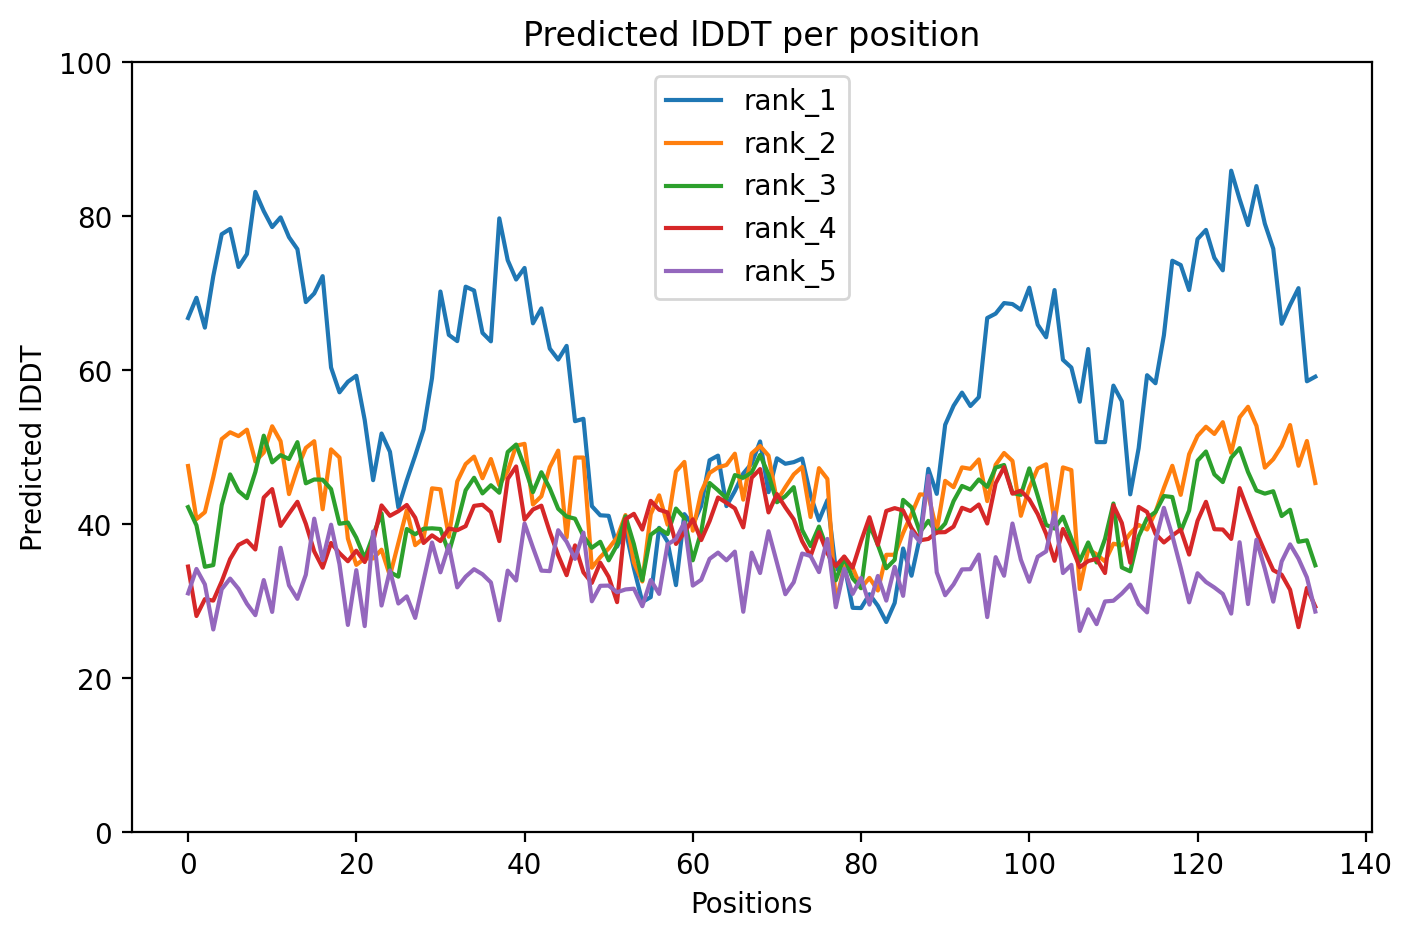 Predicted lDDT per position
100
80
60
40
20
0
Predicted lDDT
rank_1
rank_2
rank_3
rank_4
rank_5
0 20 40 60 80 100 120 140
Positions